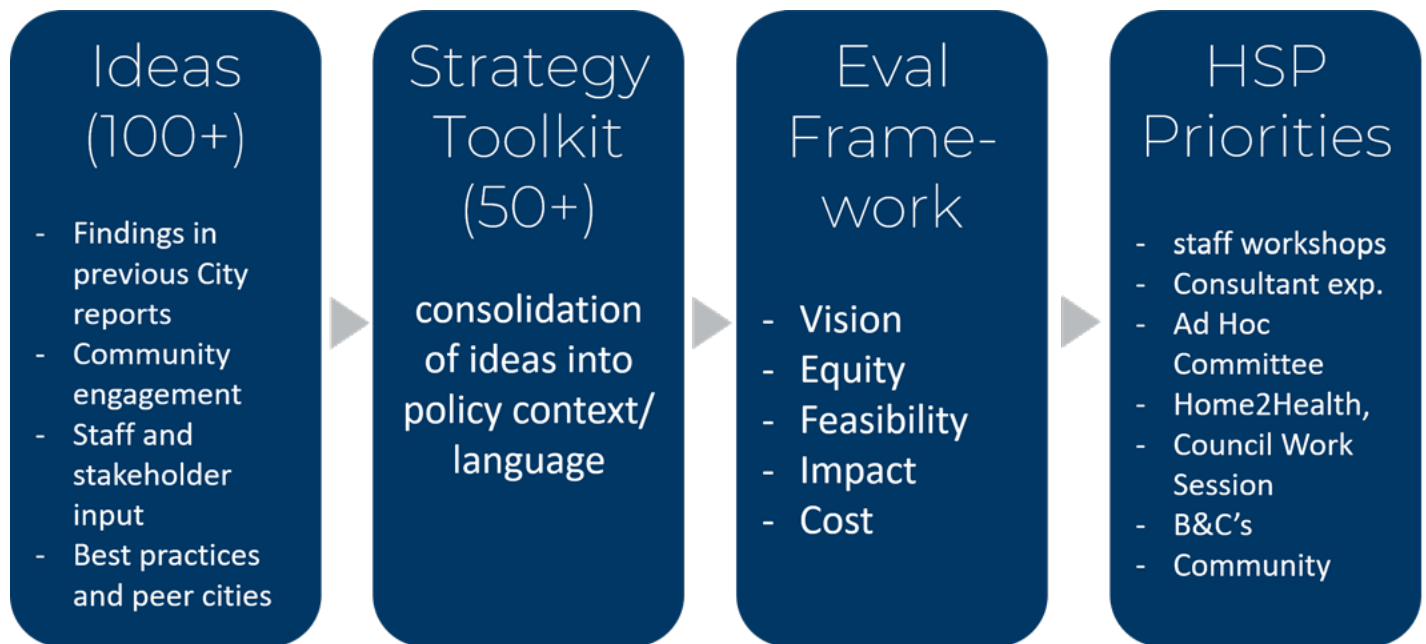 Ideas
(100+)
- Findings in
previous City
reports
- Community
engagement
- Staff and
stakeholder
input
- Best practices
and peer cities
Strategy
Toolkit
(50+)
consolidation
of ideas into
policy context/
language
Eval
Frame-
work
- Vision
- Equity
- Feasibility
- Impact
- Cost
HSP
Priorities
- staff workshops
- Consultant exp.
- Ad Hoc
Committee
- Home2Health,
- Council Work
Session
- B&C’s
- Community